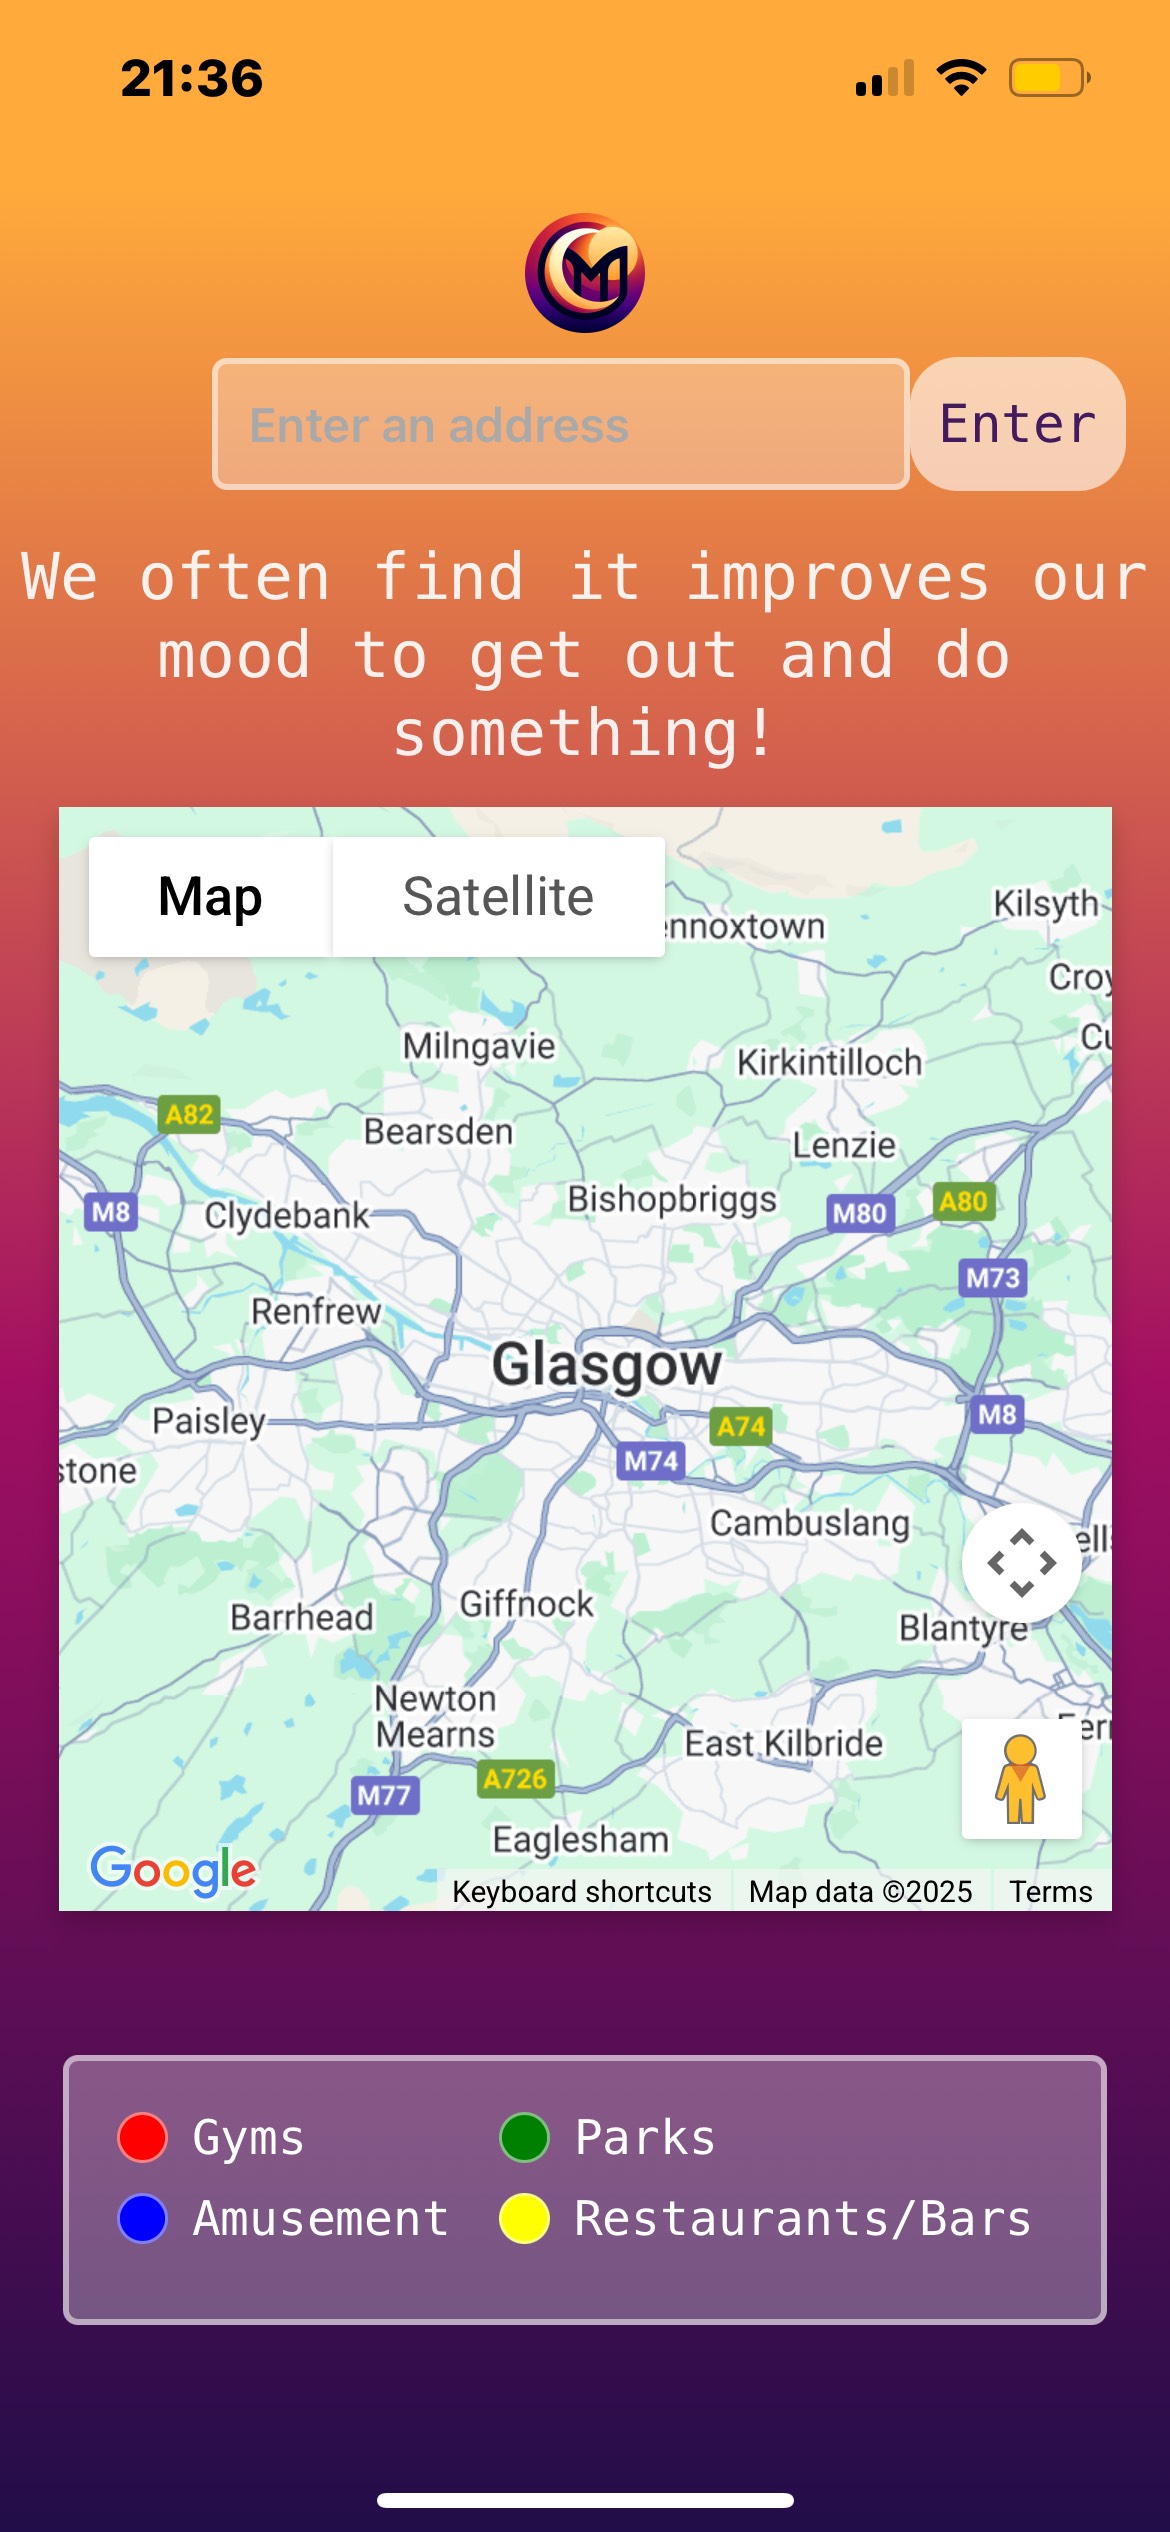 21:36
M
Enter an address
Enter
We often find it improves our
mood to get out and do
something!
Map
Satellite
ennoxtown
Kilsyth
Croy
Milngavie
Kirkintilloch
A82
Bearsden
Lenzie
M8
Clydebank
Bishopbriggs
M80
A80
M73
Renfrew
Glasgow
Paisley
A74
M8
stone
M74
Cambuslang
ell
Barrhead
Giffnock
Blantyre
Newton
Mearns
Fern
East Kilbride
M77
A726
Eaglesham
Google
Keyboard shortcuts
Map data ©2025
Terms
Gyms
Parks
Amusement
Restaurants/Bars